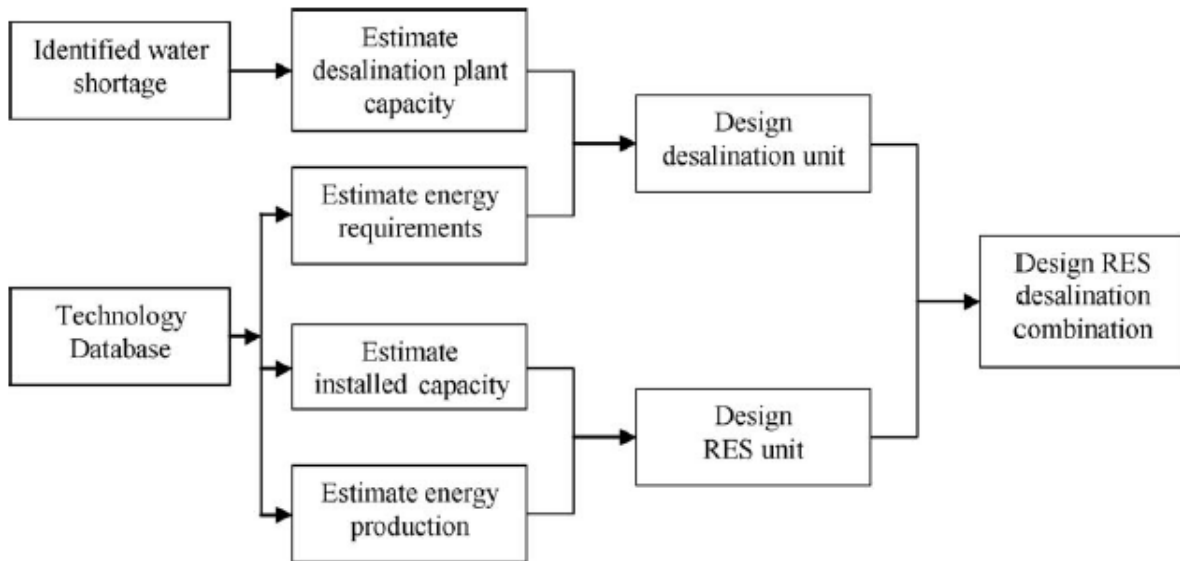 Identified water
shortage
Estimate
desalination plant
capacity
Estimate energy
requirements
Design
desalination unit
Technology
Database
Estimate
installed capacity
Estimate energy
production
Design
RES unit
Design RES
desalination
combination